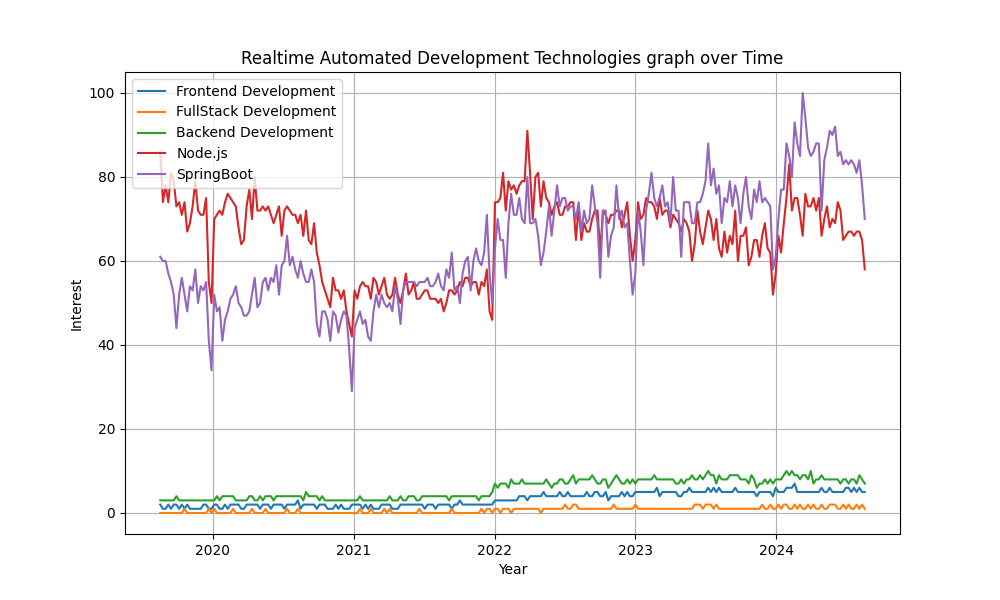 Realtime Automated Development Technologies graph over Time
Frontend Development
FullStack Development
Backend Development
Node.js
SpringBoot
100
80
60
40
20
0
Interest
2020 2021 2022 2023 2024
Year